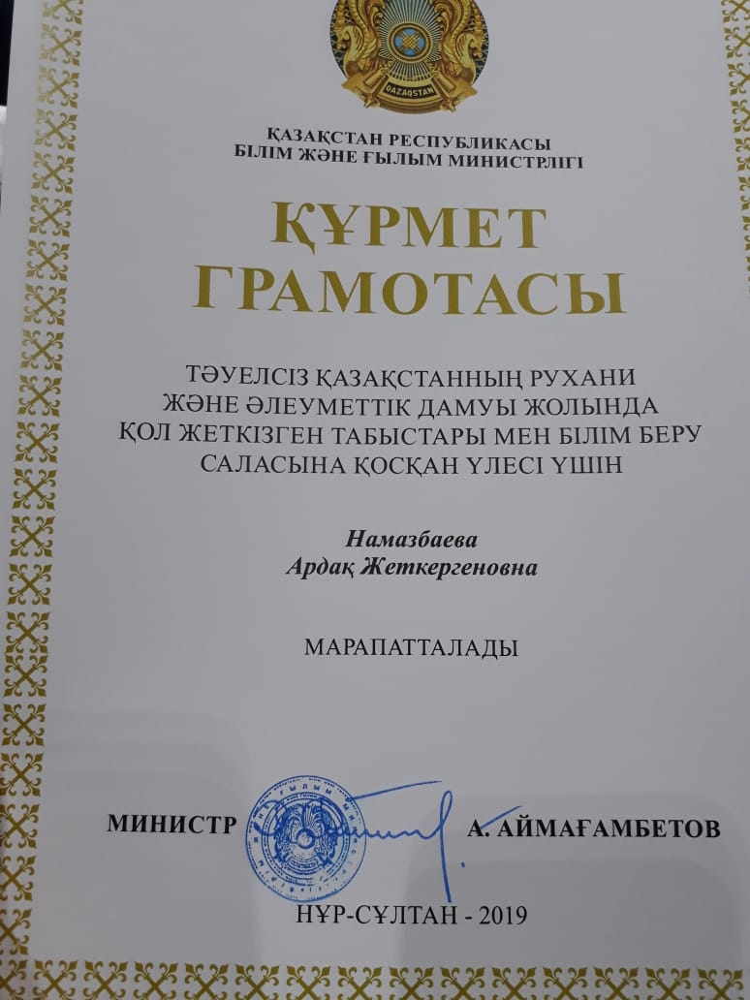 QAZAQSTAN
ҚАЗАҚСТАН РЕСПУБЛИКАСЫ
БІЛІМ ЖӘНЕ ҒЫЛЫМ МИНИСТРЛІГІ
ҚҰРМЕТ
ГРАМОТАСЫ
ТӘУЕЛСІЗ ҚАЗАҚСТАННЫҢ РУХАНИ
ЖӘНЕ ӘЛЕУМЕТТІК ДАМУЫ ЖОЛЫНДА
ҚОЛ ЖЕТКІЗГЕН ТАБЫСТАРЫ МЕН БІЛІМ БЕРУ
САЛАСЫНА ҚОСҚАН ҮЛЕСІ ҮШІН
Намазбаева
Ардақ Жеткергеновна
МАРАПАТТАЛАДЫ
МИНИСТР
А. АЙМАҒАМБЕТОВ
НҰР-СҰЛТАН - 2019